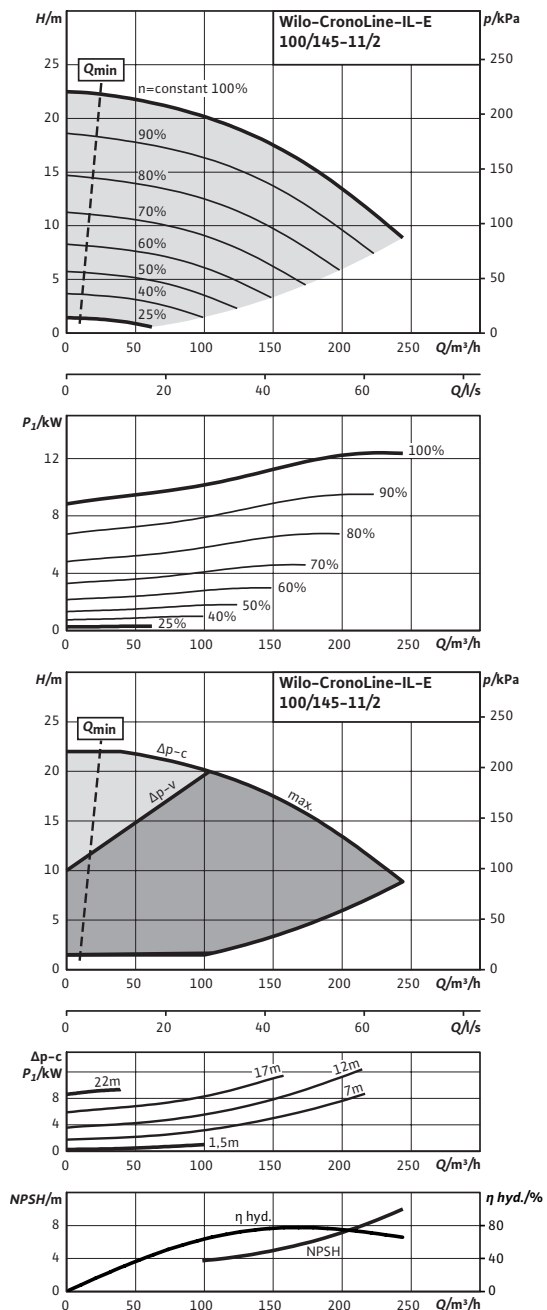 H/m
Wilo-CronoLine-IL-E
100/145-11/2
p/kPa
Qmin
n=constant 100%
90%
80%
70%
60%
50%
40%
25%
25
20
15
10
5
0
250
200
150
100
50
0
0 50 100 150 200 250 Q/m³/h
0 20 40 60 Q/l/s
P1/kW
12
8
4
0
100%
90%
80%
70%
60%
50%
40%
25%
0 50 100 150 200 250 Q/m³/h
H/m
Wilo-CronoLine-IL-E
100/145-11/2
p/kPa
Qmin
Δp-c
Δp-v
max.
25
20
15
10
5
0
250
200
150
100
50
0
0 50 100 150 200 250 Q/m³/h
0 20 40 60 Q/l/s
Δp-c
P1/kW
8
4
0
22m
17m
12m
7m
1,5m
0 50 100 150 200 250 Q/m³/h
NPSH/m
η hyd./%
8
4
0
η hyd.
NPSH
80
40
0
0 50 100 150 200 250 Q/m³/h